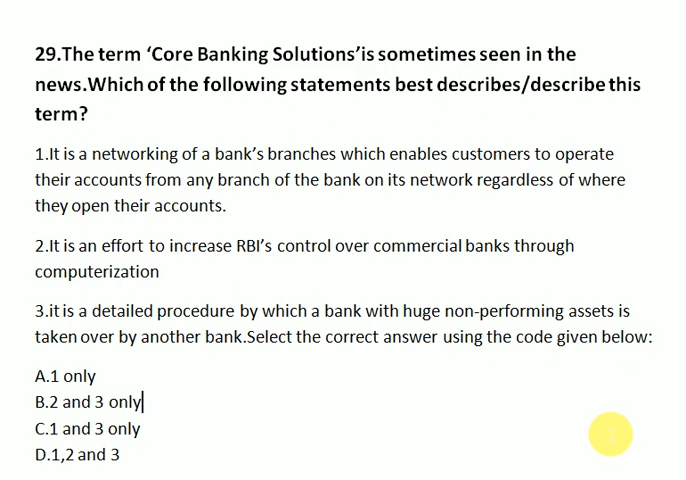 29.The term ‘Core Banking Solutions’is sometimes seen in the
news.Which of the following statements best describes/describe this
term?
1.It is a networking of a bank’s branches which enables customers to operate
their accounts from any branch of the bank on its network regardless of where
they open their accounts.
2.It is an effort to increase RBI’s control over commercial banks through
computerization
3.it is a detailed procedure by which a bank with huge non-performing assets is
taken over by another bank.Select the correct answer using the code given below:
A.1 only
B.2 and 3 only
C.1 and 3 only
D.1,2 and 3